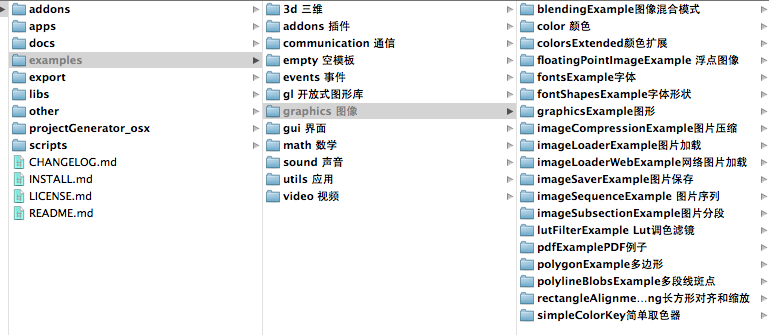 addons
apps
docs
examples
export
libs
other
projectGenerator_osx
scripts
CHANGELOG.md
INSTALL.md
LICENSE.md
README.md
3d 三维
addons 插件
communication 通信
empty 空模板
events 事件
gl 开放式图形库
graphics 图像
gui 界面
math 数学
sound 声音
utils 应用
video 视频
blendingExample图像混合模式
color 颜色
colorsExtended颜色扩展
floatingPointImageExample 浮点图像
fontsExample字体
fontShapesExample字体形状
graphicsExample图形
imageCompressionExample图片压缩
imageLoaderExample图片加载
imageLoaderWebExample网络图片加载
imageSaverExample图片保存
imageSequenceExample 图片序列
imageSubsectionExample图片分段
lutFilterExample Lut调色滤镜
pdfExamplePDF例子
polygonExample多边形
polylineBlobsExample多段线斑点
rectangleAlignme...ng长方形对齐和缩放
simpleColorKey简单取色器